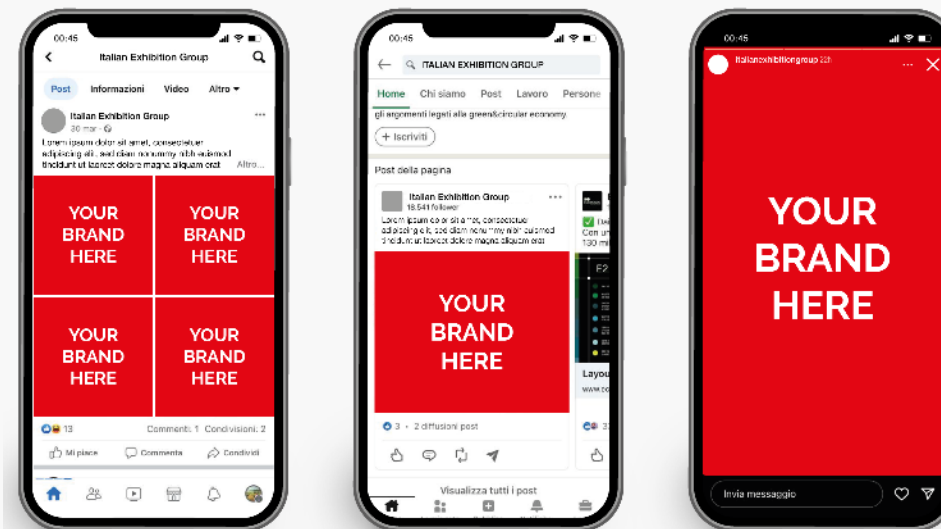 00:45
Italian Exhibition Group
Post Informazioni Video Altro
Italian Exhibition Group
30 mar
Lorem ipsum dolor sit amet, consectetuer
adipiscing elit, sed diam nonummy nibh euismod
tincidunt ut laoreet dolore magna aliquam erat Altro...
YOUR
BRAND
HERE
YOUR
BRAND
HERE
YOUR
BRAND
HERE
YOUR
BRAND
HERE
13 Commenti: 1 Condivisioni: 2
Mi piace Commenta Condividi
00:45
ITALIAN EXHIBITION GROUP
Home Chi siamo Post Lavoro Persone
gli argomenti legati alla green&circular economy.
+ Iscriviti
Post della pagina
Italian Exhibition Group
18.541 follower
Lorem ipsum dolor sit amet, consectetuer
adipiscing elit, sed diam nonummy nibh euismod
tincidunt ut laoreet dolore magna aliquam erat
YOUR
BRAND
HERE
3 • 2 diffusioni post
Con un
130 mi
Layou
Visualizza tutti i post
00:45
italianexhibitiongroup 22h
YOUR
BRAND
HERE
Invia messaggio